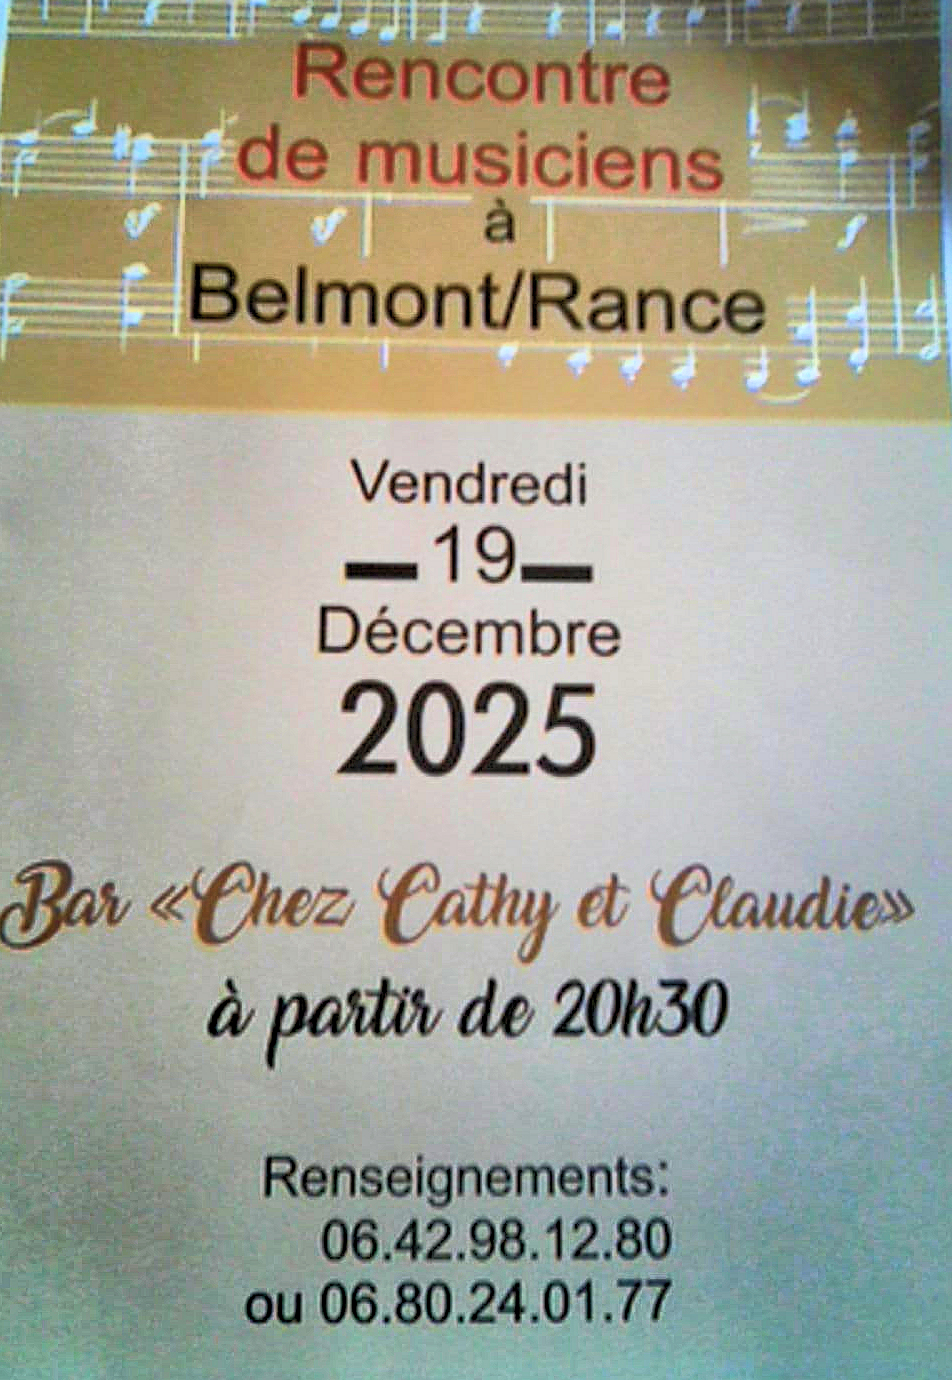 Rencontre
de musiciens
à
Belmont/Rance
Vendredi
19
Décembre
2025
Bar «Chez Cathy et Claudie»
à partir de 20h30
Renseignements:
06.42.98.12.80
ou 06.80.24.01.77